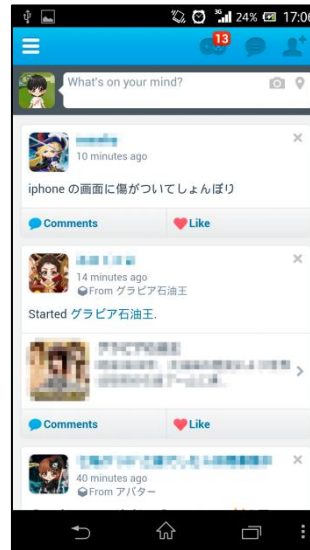 3G 24% 17:06
13
What's on your mind?
10 minutes ago
iphone の画面に傷がついてしょんぼり
Comments Like
14 minutes ago
From グラビア石油王
Started グラビア石油王.
Comments Like
40 minutes ago
From アバター